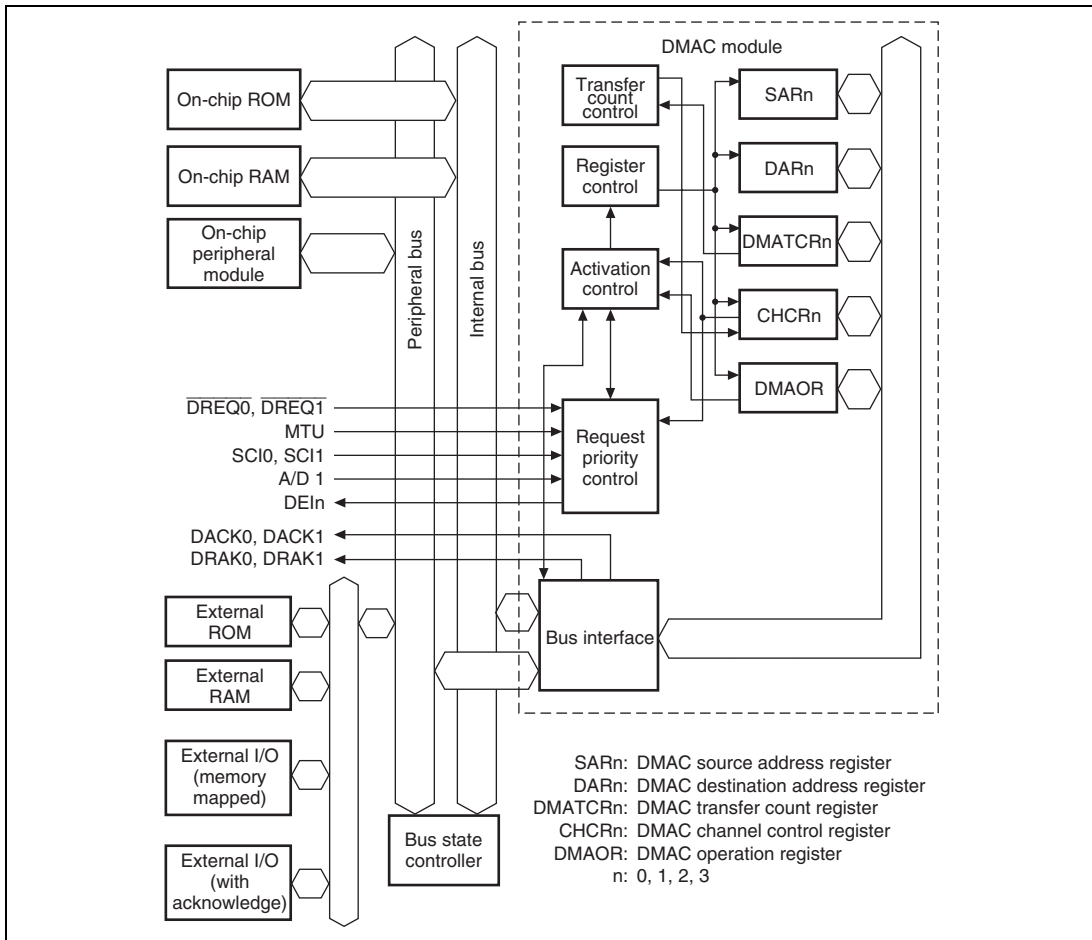 DMAC module
On-chip ROM
On-chip RAM
On-chip
peripheral
module
Peripheral bus
Internal bus
Transfer
count
control
Register
control
Activation
control
Request
priority
control
SARn
DARn
DMATCRn
CHCRn
DMAOR
DREQ0, DREQ1
MTU
SCI0, SCI1
A/D 1
DEIn
DACK0, DACK1
DRAK0, DRAK1
External
ROM
External
RAM
External I/O
(memory
mapped)
External I/O
(with
acknowledge)
Bus interface
Bus state
controller
SARn: DMAC source address register
DARn: DMAC destination address register
DMATCRn: DMAC transfer count register
CHCRn: DMAC channel control register
DMAOR: DMAC operation register
n: 0, 1, 2, 3